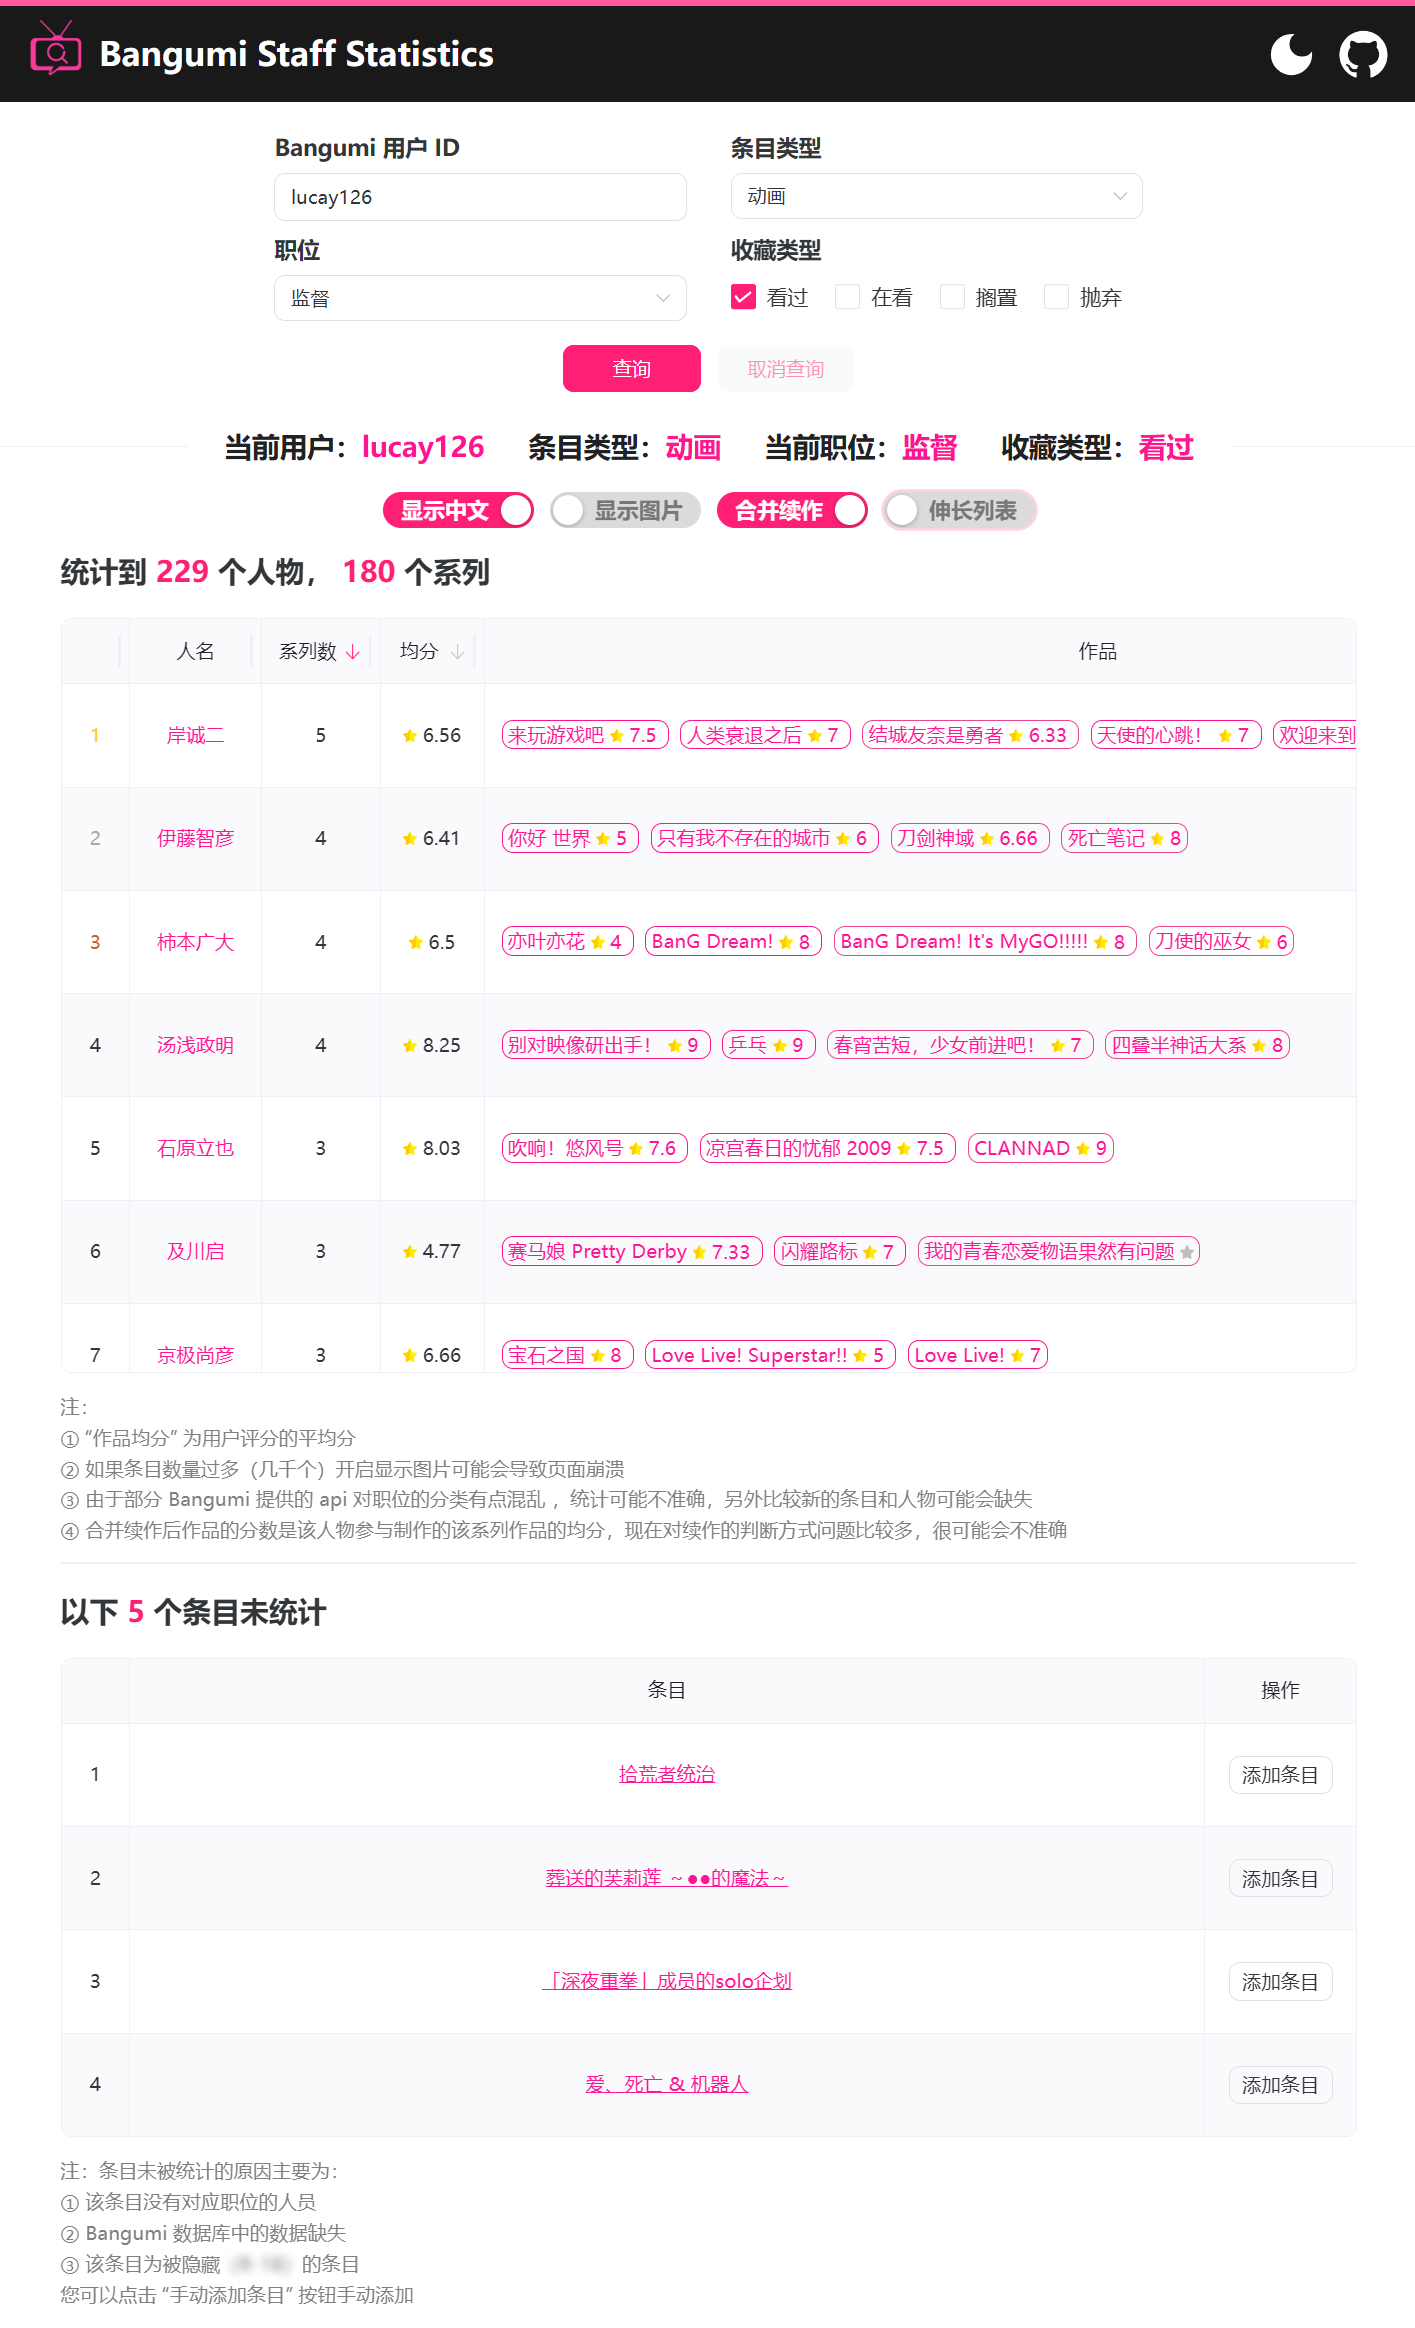 Bangumi Staff Statistics
Bangumi 用户 ID 条目类型
lucay126 动画
职位 收藏类型
监督 看过 在看 搁置 抛弃
查询 取消查询
当前用户：lucay126 条目类型：动画 当前职位：监督 收藏类型：看过
显示中文 显示图片 合并续作 伸长列表
统计到 229 个人物， 180 个系列
人名 系列数 均分 作品
1 岸诚二 5 6.56 来玩游戏吧 7.5 人类衰退之后 7 结城友奈是勇者 6.33 天使的心跳！ 7 欢迎来到
2 伊藤智彦 4 6.41 你好 世界 5 只有我不存在的城市 6 刀剑神域 6.66 死亡笔记 8
3 柿本广大 4 6.5 亦叶亦花 4 BanG Dream! 8 BanG Dream! It's MyGO!!!!! 8 刀使的巫女 6
4 汤浅政明 4 8.25 别对映像研出手！ 9 乒乓 9 春宵苦短，少女前进吧！ 7 四叠半神话大系 8
5 石原立也 3 8.03 吹响！悠风号 7.6 凉宫春日的忧郁 2009 7.5 CLANNAD 9
6 及川启 3 4.77 赛马娘 Pretty Derby 7.33 闪耀路标 7 我的青春恋爱物语果然有问题
7 京极尚彦 3 6.66 宝石之国 8 Love Live! Superstar!! 5 Love Live! 7
注：
① “作品均分” 为用户评分的平均分
② 如果条目数量过多（几千个）开启显示图片可能会导致页面崩溃
③ 由于部分 Bangumi 提供的 api 对职位的分类有点混乱 ，统计可能不准确，另外比较新的条目和人物可能会缺失
④ 合并续作后作品的分数是该人物参与制作的该系列作品的均分，现在对续作的判断方式问题比较多，很可能会不准确
以下 5 个条目未统计
条目 操作
1 拾荒者统治 添加条目
2 葬送的芙莉莲 ～●●的魔法～ 添加条目
3 「深夜重拳」成员的solo企划 添加条目
4 爱、死亡 & 机器人 添加条目
注：条目未被统计的原因主要为：
① 该条目没有对应职位的人员
② Bangumi 数据库中的数据缺失
③ 该条目为被隐藏 的条目
您可以点击 “手动添加条目” 按钮手动添加